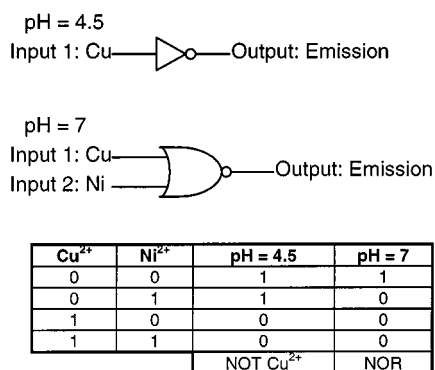 pH = 4.5
Input 1: Cu Output: Emission
pH = 7
Input 1: Cu
Input 2: Ni Output: Emission
Cu²⁺ Ni²⁺ pH = 4.5 pH = 7
0 0 1 1
0 1 1 0
1 0 0 0
1 1 0 0
NOT Cu²⁺ NOR